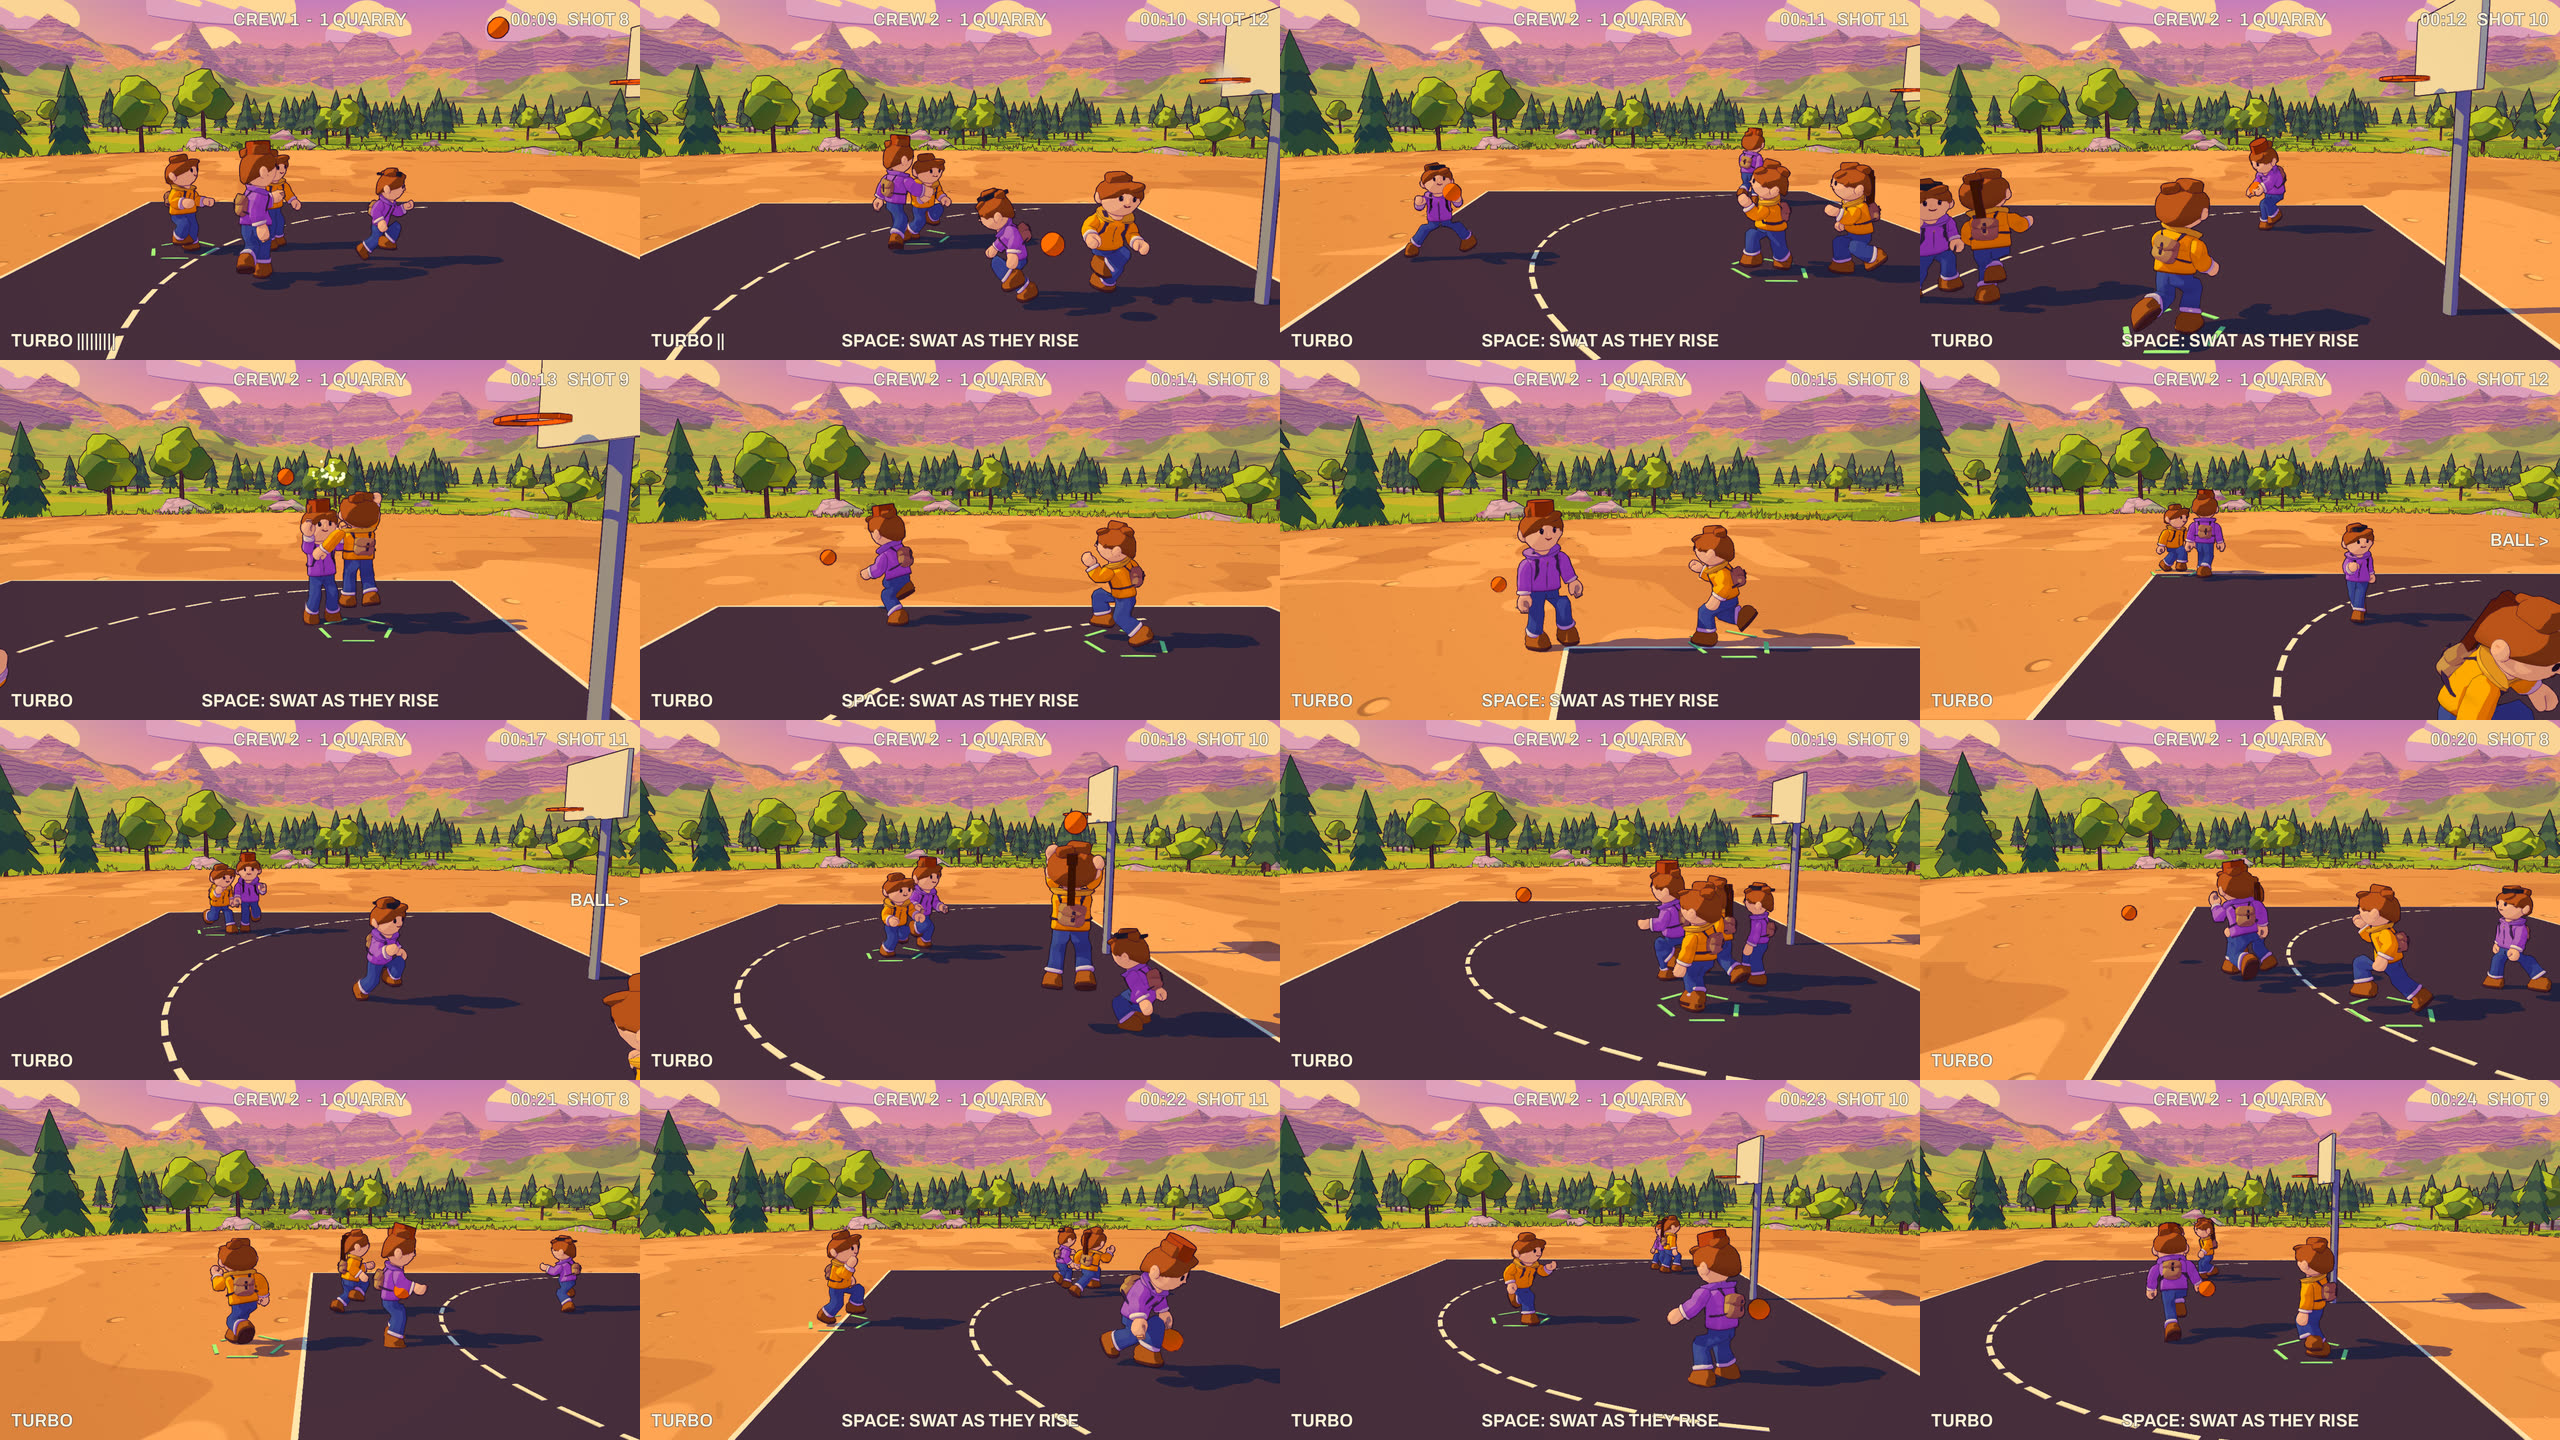 CREW 1 - 1 QUARRY
00:09 SHOT 8
TURBO |||||||||
CREW 2 - 1 QUARRY
00:10 SHOT 12
TURBO ||
SPACE: SWAT AS THEY RISE
CREW 2 - 1 QUARRY
00:11 SHOT 11
TURBO
SPACE: SWAT AS THEY RISE
CREW 2 - 1 QUARRY
00:12 SHOT 10
TURBO
SPACE: SWAT AS THEY RISE
CREW 2 - 1 QUARRY
00:13 SHOT 9
TURBO
SPACE: SWAT AS THEY RISE
CREW 2 - 1 QUARRY
00:14 SHOT 8
TURBO
SPACE: SWAT AS THEY RISE
CREW 2 - 1 QUARRY
00:15 SHOT 8
TURBO
SPACE: SWAT AS THEY RISE
CREW 2 - 1 QUARRY
00:16 SHOT 12
BALL >
TURBO
CREW 2 - 1 QUARRY
00:17 SHOT 11
BALL >
TURBO
CREW 2 - 1 QUARRY
00:18 SHOT 10
TURBO
CREW 2 - 1 QUARRY
00:19 SHOT 9
TURBO
CREW 2 - 1 QUARRY
00:20 SHOT 8
TURBO
CREW 2 - 1 QUARRY
00:21 SHOT 8
TURBO
CREW 2 - 1 QUARRY
00:22 SHOT 11
TURBO
SPACE: SWAT AS THEY RISE
CREW 2 - 1 QUARRY
00:23 SHOT 10
TURBO
SPACE: SWAT AS THEY RISE
CREW 2 - 1 QUARRY
00:24 SHOT 9
TURBO
SPACE: SWAT AS THEY RISE